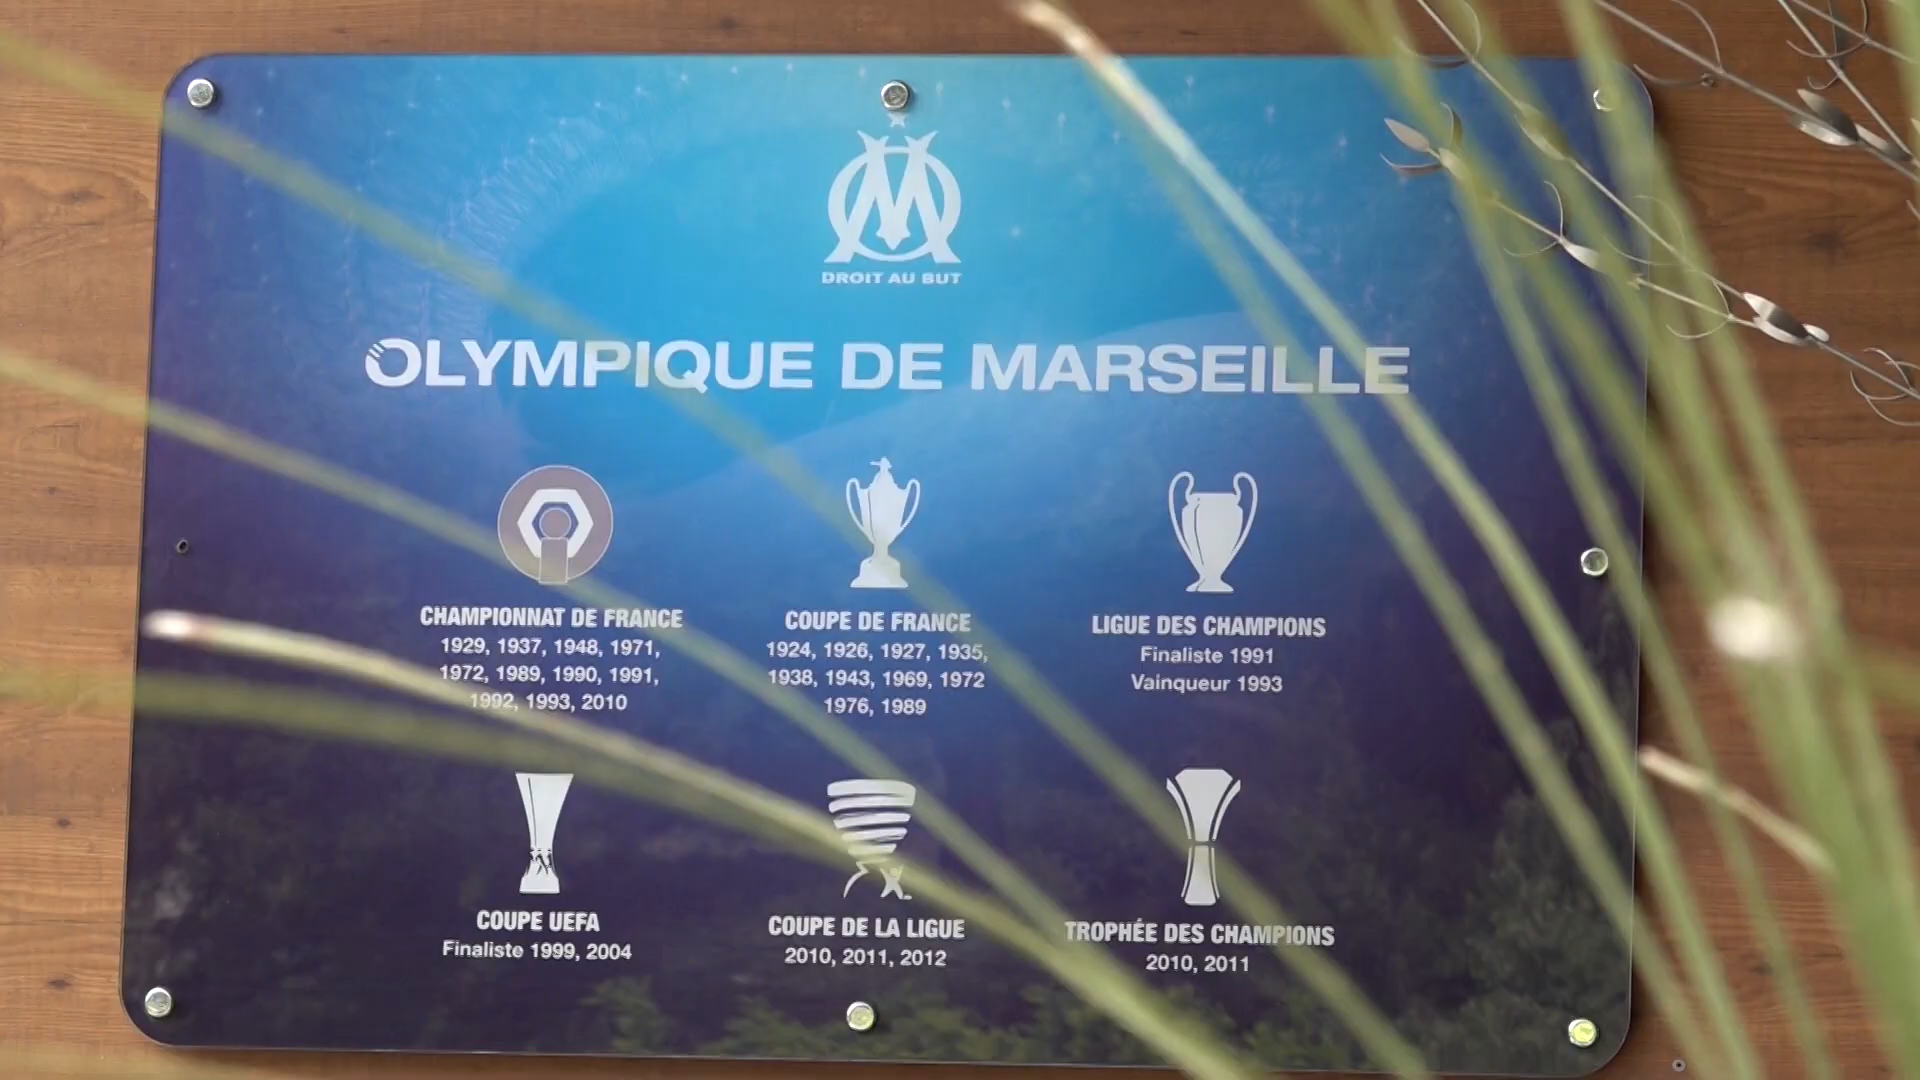 DROIT AU BUT
OLYMPIQUE DE MARSEILLE
CHAMPIONNAT DE FRANCE
1929, 1937, 1948, 1971,
1972, 1989, 1990, 1991,
1992, 1993, 2010
COUPE DE FRANCE
1924, 1926, 1927, 1935,
1938, 1943, 1969, 1972
1976, 1989
LIGUE DES CHAMPIONS
Finaliste 1991
Vainqueur 1993
COUPE UEFA
Finaliste 1999, 2004
COUPE DE LA LIGUE
2010, 2011, 2012
TROPHÉE DES CHAMPIONS
2010, 2011